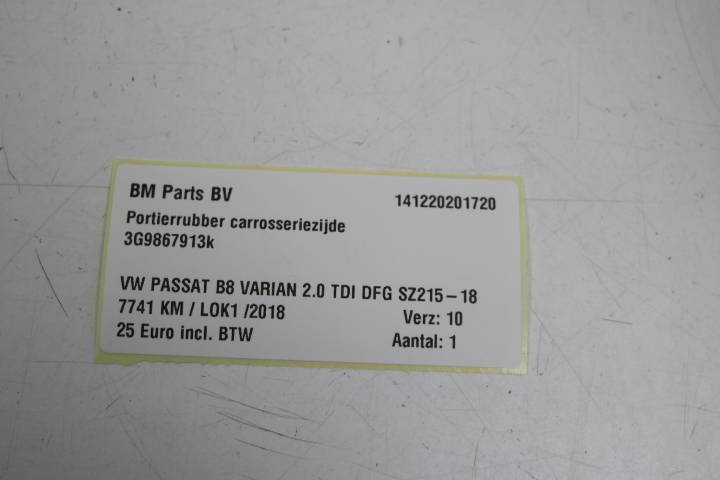 BM Parts BV 141220201720
Portierrubber carrosseriezijde
3G9867913k
VW PASSAT B8 VARIAN 2.0 TDI DFG SZ215-18
7741 KM / LOK1 /2018 Verz: 10
25 Euro incl. BTW Aantal: 1